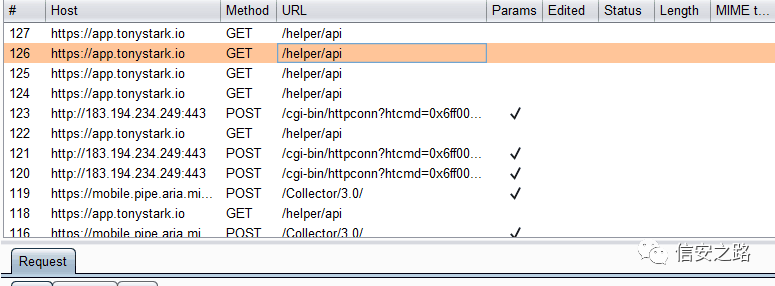 # Host Method URL Params Edited Status Length MIME t...
127 https://app.tonystark.io GET /helper/api
126 https://app.tonystark.io GET /helper/api
125 https://app.tonystark.io GET /helper/api
124 https://app.tonystark.io GET /helper/api
123 http://183.194.234.249:443 POST /cgi-bin/httpconn?htcmd=0x6ff00... ✓
122 https://app.tonystark.io GET /helper/api
121 http://183.194.234.249:443 POST /cgi-bin/httpconn?htcmd=0x6ff00... ✓
120 http://183.194.234.249:443 POST /cgi-bin/httpconn?htcmd=0x6ff00... ✓
119 https://mobile.pipe.aria.mi... POST /Collector/3.0/ ✓
118 https://app.tonystark.io GET /helper/api
116 https://mobile.pipe.aria.mi... POST /Collector/3.0/ ✓
信安之路
Request